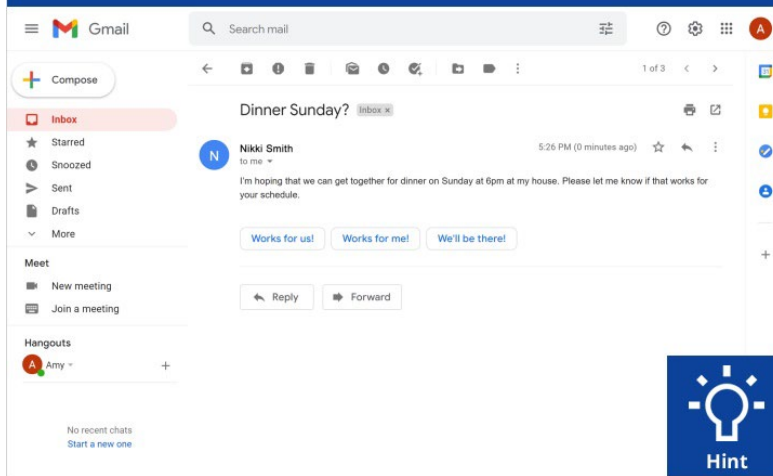 Gmail
Search mail
A
Compose
1 of 3
Inbox
Starred
Snoozed
Sent
Drafts
More
Dinner Sunday? Inbox x
N
Nikki Smith
5:26 PM (0 minutes ago)
to me
I'm hoping that we can get together for dinner on Sunday at 6pm at my house. Please let me know if that works for
your schedule.
Works for us! Works for me! We'll be there!
Reply Forward
Meet
New meeting
Join a meeting
Hangouts
A Amy
No recent chats
Start a new one
Hint